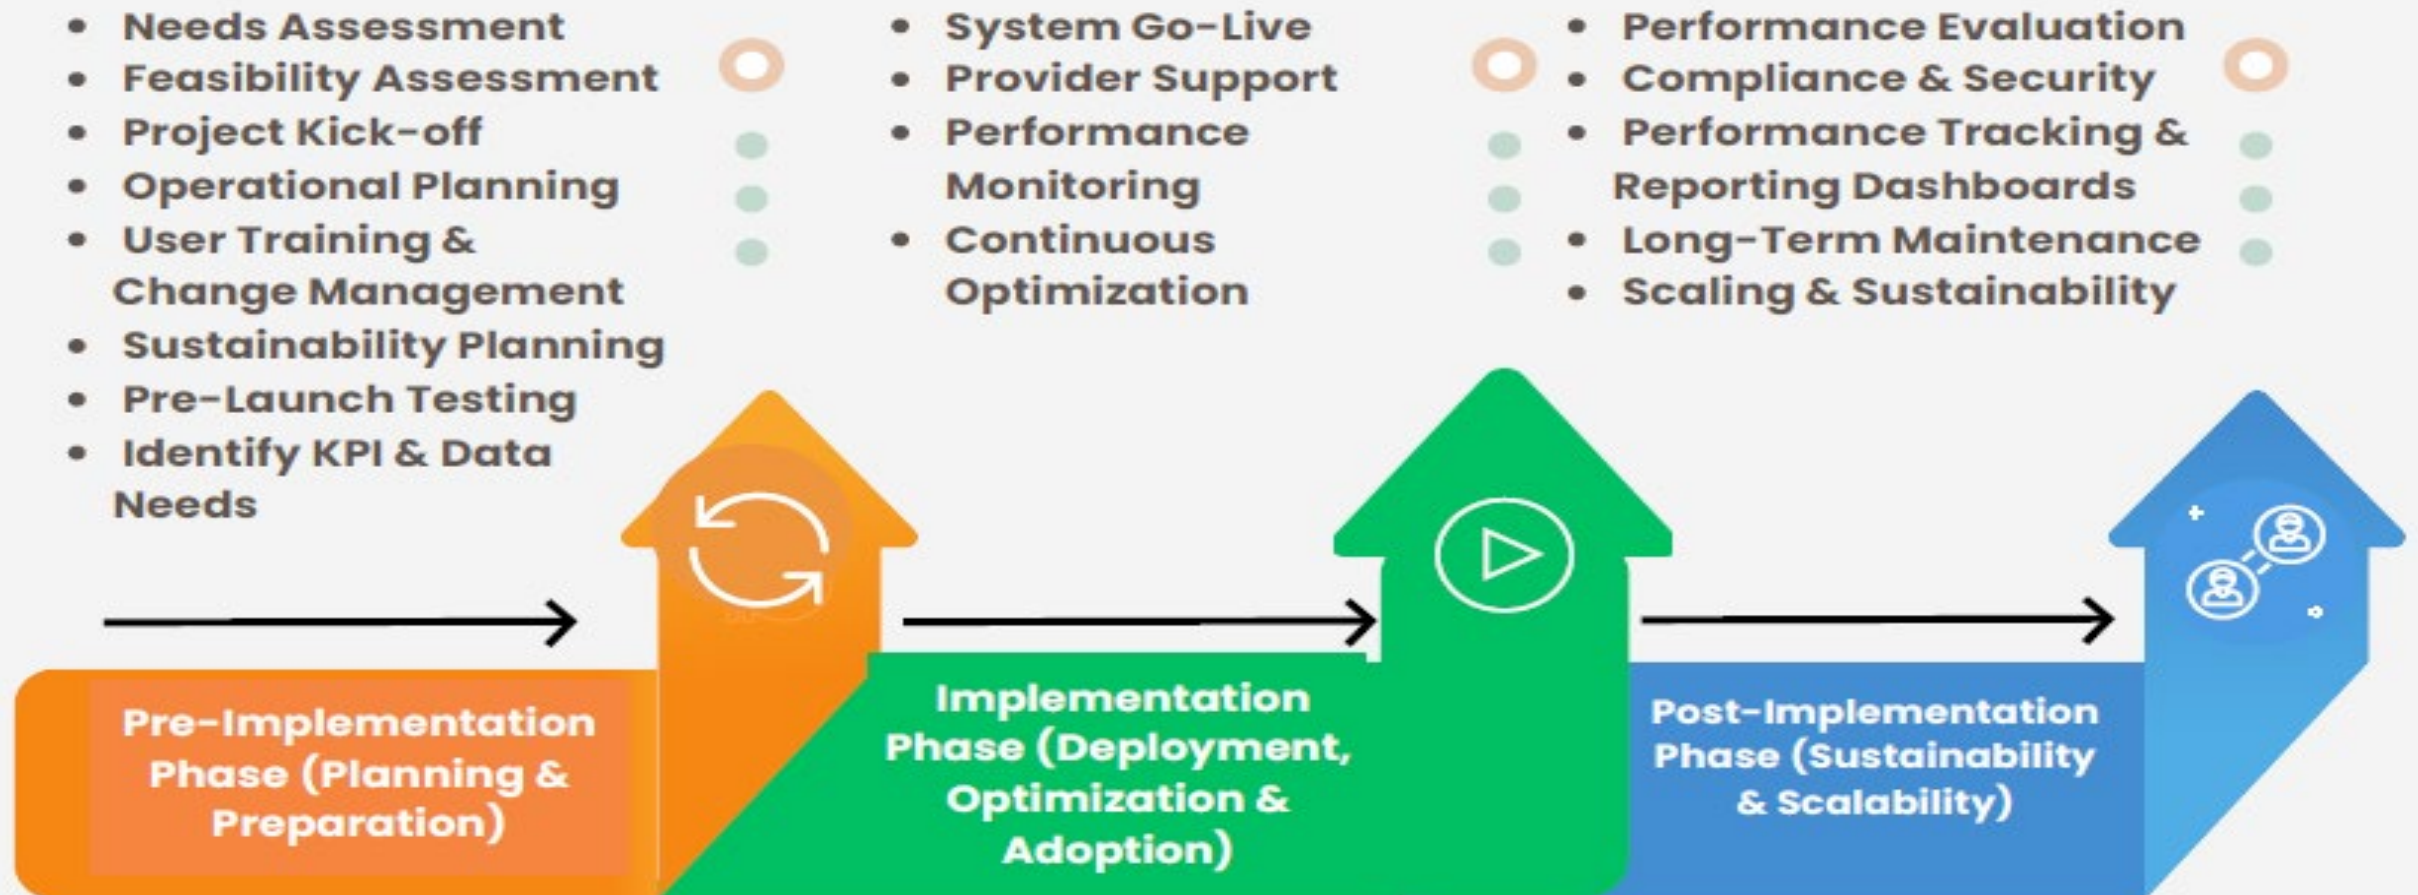 • Needs Assessment
• Feasibility Assessment
• Project Kick-off
• Operational Planning
• User Training &
Change Management
• Sustainability Planning
• Pre-Launch Testing
• Identify KPI & Data
Needs
• System Go-Live
• Provider Support
• Performance
Monitoring
• Continuous
Optimization
• Performance Evaluation
• Compliance & Security
• Performance Tracking &
Reporting Dashboards
• Long-Term Maintenance
• Scaling & Sustainability
Pre-Implementation
Phase (Planning &
Preparation)
Implementation
Phase (Deployment,
Optimization &
Adoption)
Post-Implementation
Phase (Sustainability
& Scalability)